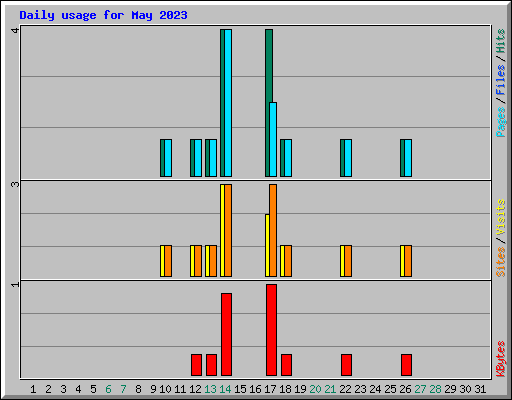 Daily usage for May 2023
4
3
1
Pages / Files / Hits
Sites / Visits
KBytes
1 2 3 4 5 6 7 8 9 10 11 12 13 14 15 16 17 18 19 20 21 22 23 24 25 26 27 28 29 30 31